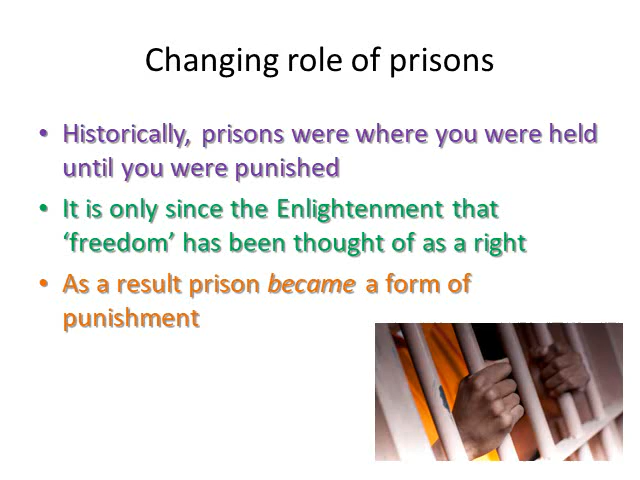 Changing role of prisons
• Historically, prisons were where you were held
until you were punished
• It is only since the Enlightenment that
‘freedom’ has been thought of as a right
• As a result prison became a form of
punishment